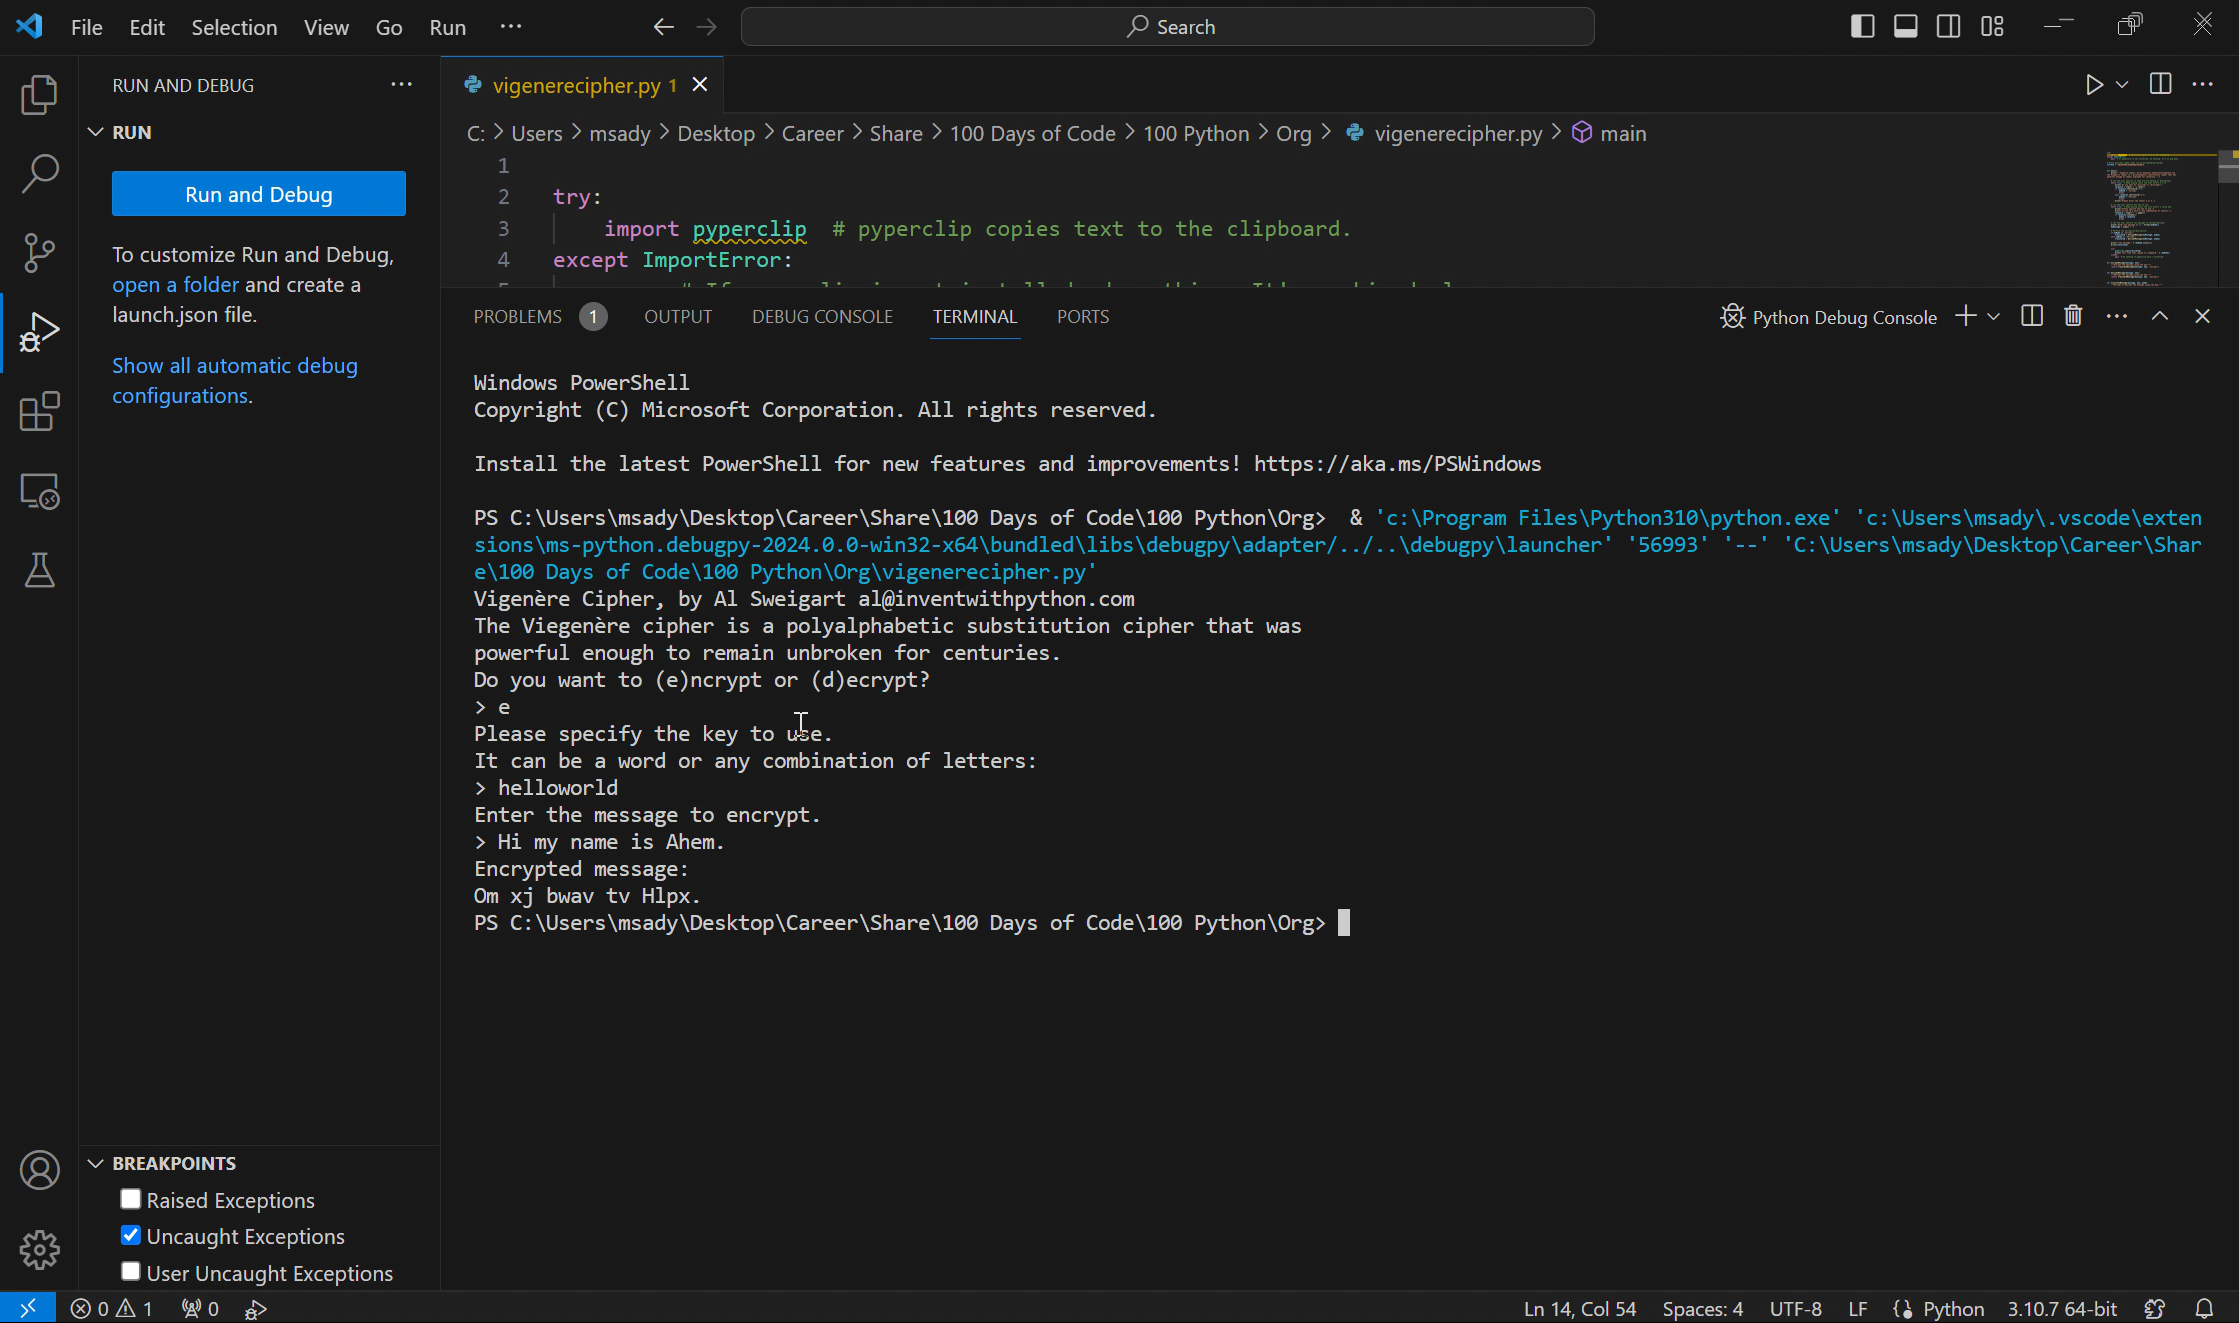 File Edit Selection View Go Run ···
Search
RUN AND DEBUG ···
RUN
Run and Debug
To customize Run and Debug,
open a folder and create a
launch.json file.
Show all automatic debug
configurations.
BREAKPOINTS
Raised Exceptions
Uncaught Exceptions
User Uncaught Exceptions
vigenerecipher.py 1
C: > Users > msady > Desktop > Career > Share > 100 Days of Code > 100 Python > Org > vigenerecipher.py > main
1
2 try:
3 import pyperclip # pyperclip copies text to the clipboard.
4 except ImportError:
PROBLEMS 1 OUTPUT DEBUG CONSOLE TERMINAL PORTS
Python Debug Console
Windows PowerShell
Copyright (C) Microsoft Corporation. All rights reserved.
Install the latest PowerShell for new features and improvements! https://aka.ms/PSWindows
PS C:\Users\msady\Desktop\Career\Share\100 Days of Code\100 Python\Org> & 'c:\Program Files\Python310\python.exe' 'c:\Users\msady\.vscode\exten
sions\ms-python.debugpy-2024.0.0-win32-x64\bundled\libs\debugpy\adapter/../..\debugpy\launcher' '56993' '--' 'C:\Users\msady\Desktop\Career\Shar
e\100 Days of Code\100 Python\Org\vigenerecipher.py'
Vigenère Cipher, by Al Sweigart al@inventwithpython.com
The Viegenère cipher is a polyalphabetic substitution cipher that was
powerful enough to remain unbroken for centuries.
Do you want to (e)ncrypt or (d)ecrypt?
> e
Please specify the key to use.
It can be a word or any combination of letters:
> helloworld
Enter the message to encrypt.
> Hi my name is Ahem.
Encrypted message:
Om xj bwav tv Hlpx.
PS C:\Users\msady\Desktop\Career\Share\100 Days of Code\100 Python\Org>
0 1 0
Ln 14, Col 54 Spaces: 4 UTF-8 LF Python 3.10.7 64-bit